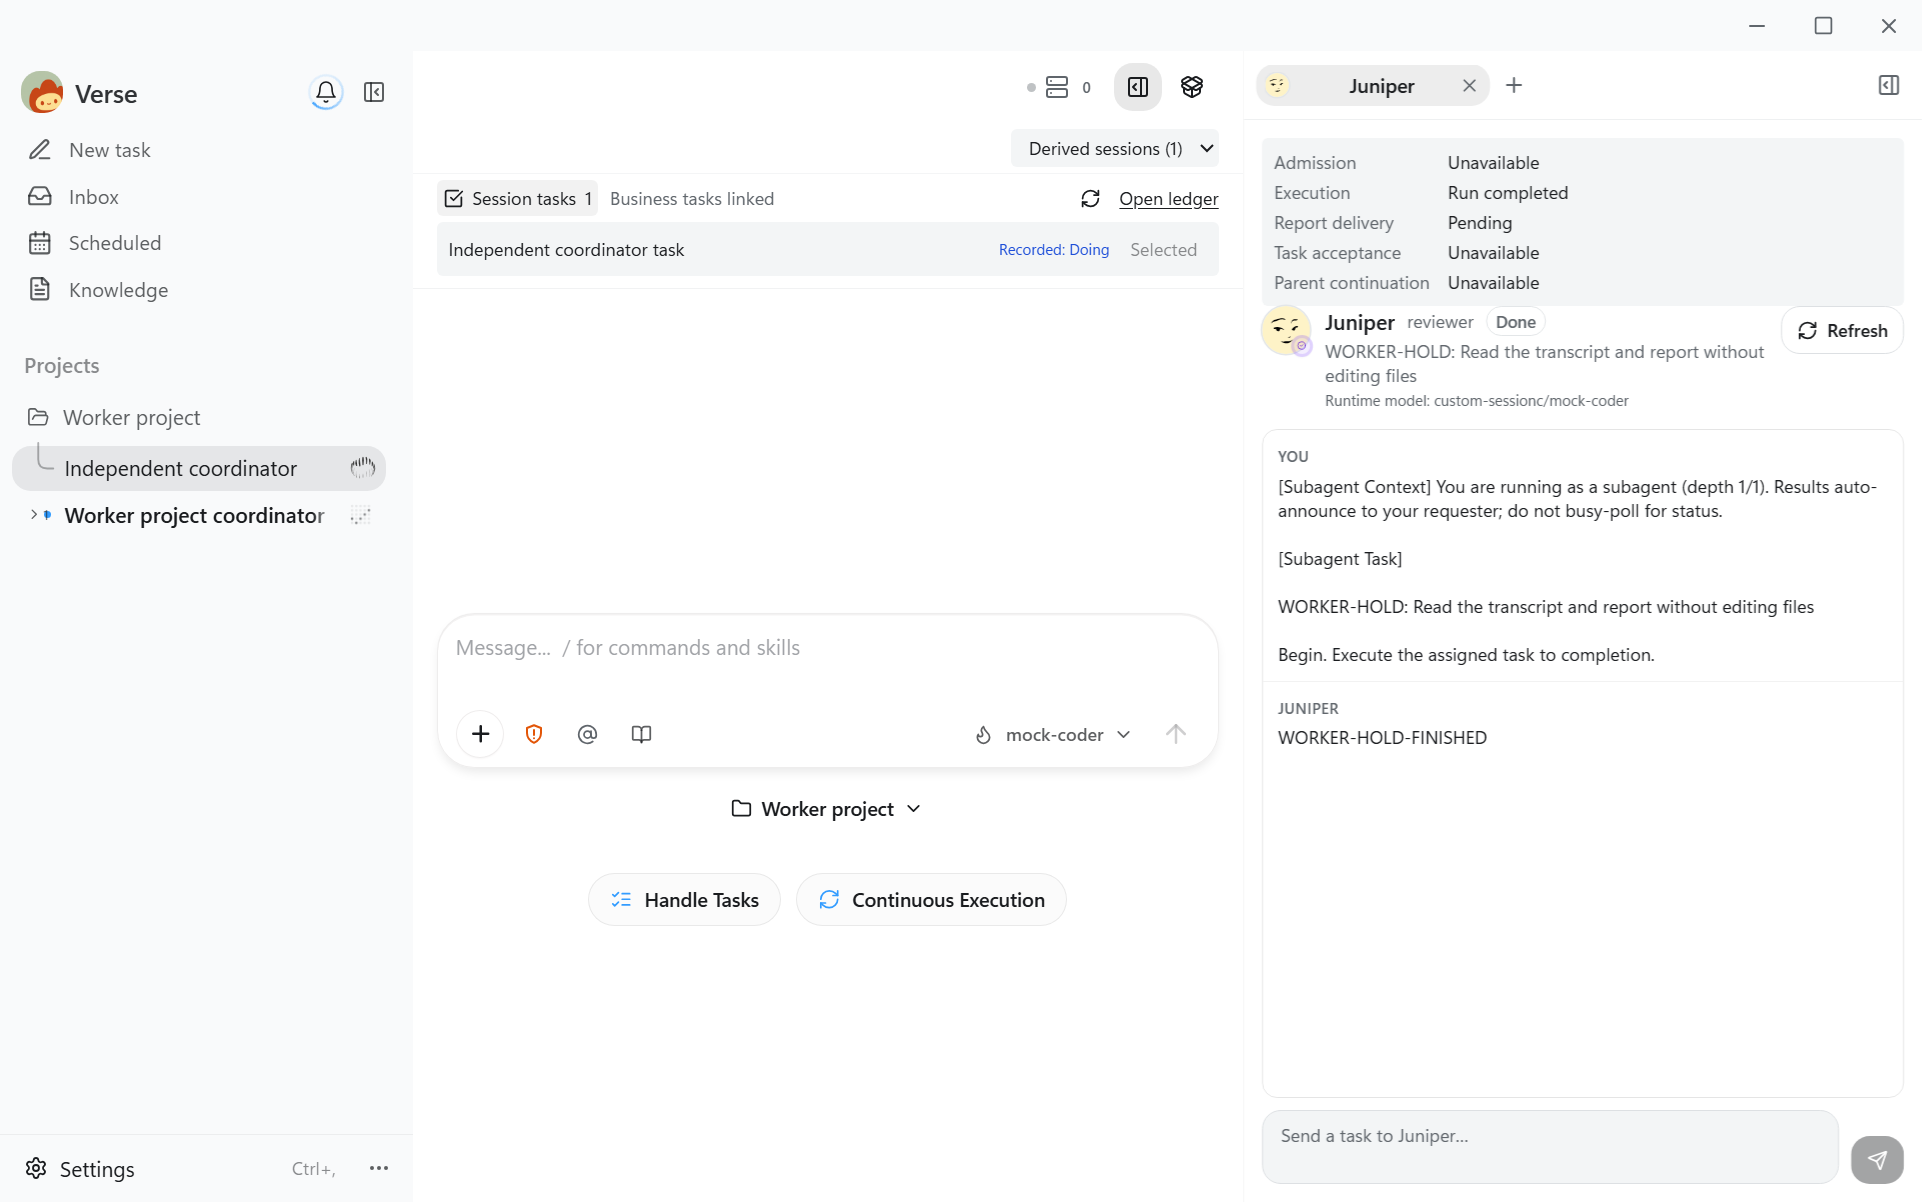 Verse
New task
Inbox
Scheduled
Knowledge
Projects
Worker project
Independent coordinator
Worker project coordinator
Settings
Ctrl+,
0
Derived sessions (1)
Session tasks 1
Business tasks linked
Open ledger
Independent coordinator task
Recorded: Doing
Selected
Message... / for commands and skills
mock-coder
Worker project
Handle Tasks
Continuous Execution
Juniper
Admission Unavailable
Execution Run completed
Report delivery Pending
Task acceptance Unavailable
Parent continuation Unavailable
Juniper reviewer Done
Refresh
WORKER-HOLD: Read the transcript and report without
editing files
Runtime model: custom-sessionc/mock-coder
YOU
[Subagent Context] You are running as a subagent (depth 1/1). Results auto-
announce to your requester; do not busy-poll for status.
[Subagent Task]
WORKER-HOLD: Read the transcript and report without editing files
Begin. Execute the assigned task to completion.
JUNIPER
WORKER-HOLD-FINISHED
Send a task to Juniper...